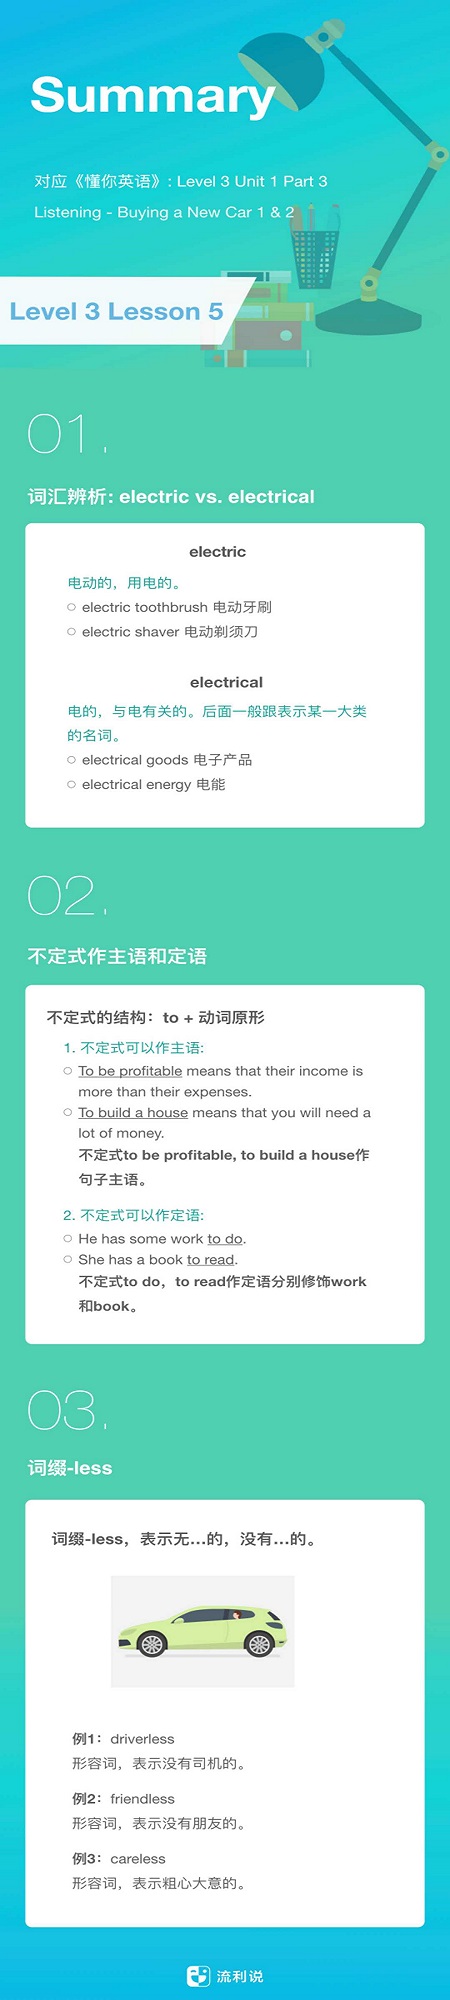 Summary
对应《懂你英语》: Level 3 Unit 1 Part 3
Listening - Buying a New Car 1 & 2
Level 3 Lesson 5
01.
词汇辨析: electric vs. electrical
electric
电动的，用电的。
electric toothbrush 电动牙刷
electric shaver 电动剃须刀
electrical
电的，与电有关的。后面一般跟表示某一大类
的名词。
electrical goods 电子产品
electrical energy 电能
02.
不定式作主语和定语
不定式的结构：to + 动词原形
1. 不定式可以作主语:
To be profitable means that their income is
more than their expenses.
To build a house means that you will need a
lot of money.
不定式to be profitable, to build a house作
句子主语。
2. 不定式可以作定语:
He has some work to do.
She has a book to read.
不定式to do，to read作定语分别修饰work
和book。
03.
词缀-less
词缀-less，表示无...的，没有...的。
例1：driverless
形容词，表示没有司机的。
例2：friendless
形容词，表示没有朋友的。
例3：careless
形容词，表示粗心大意的。
流利说